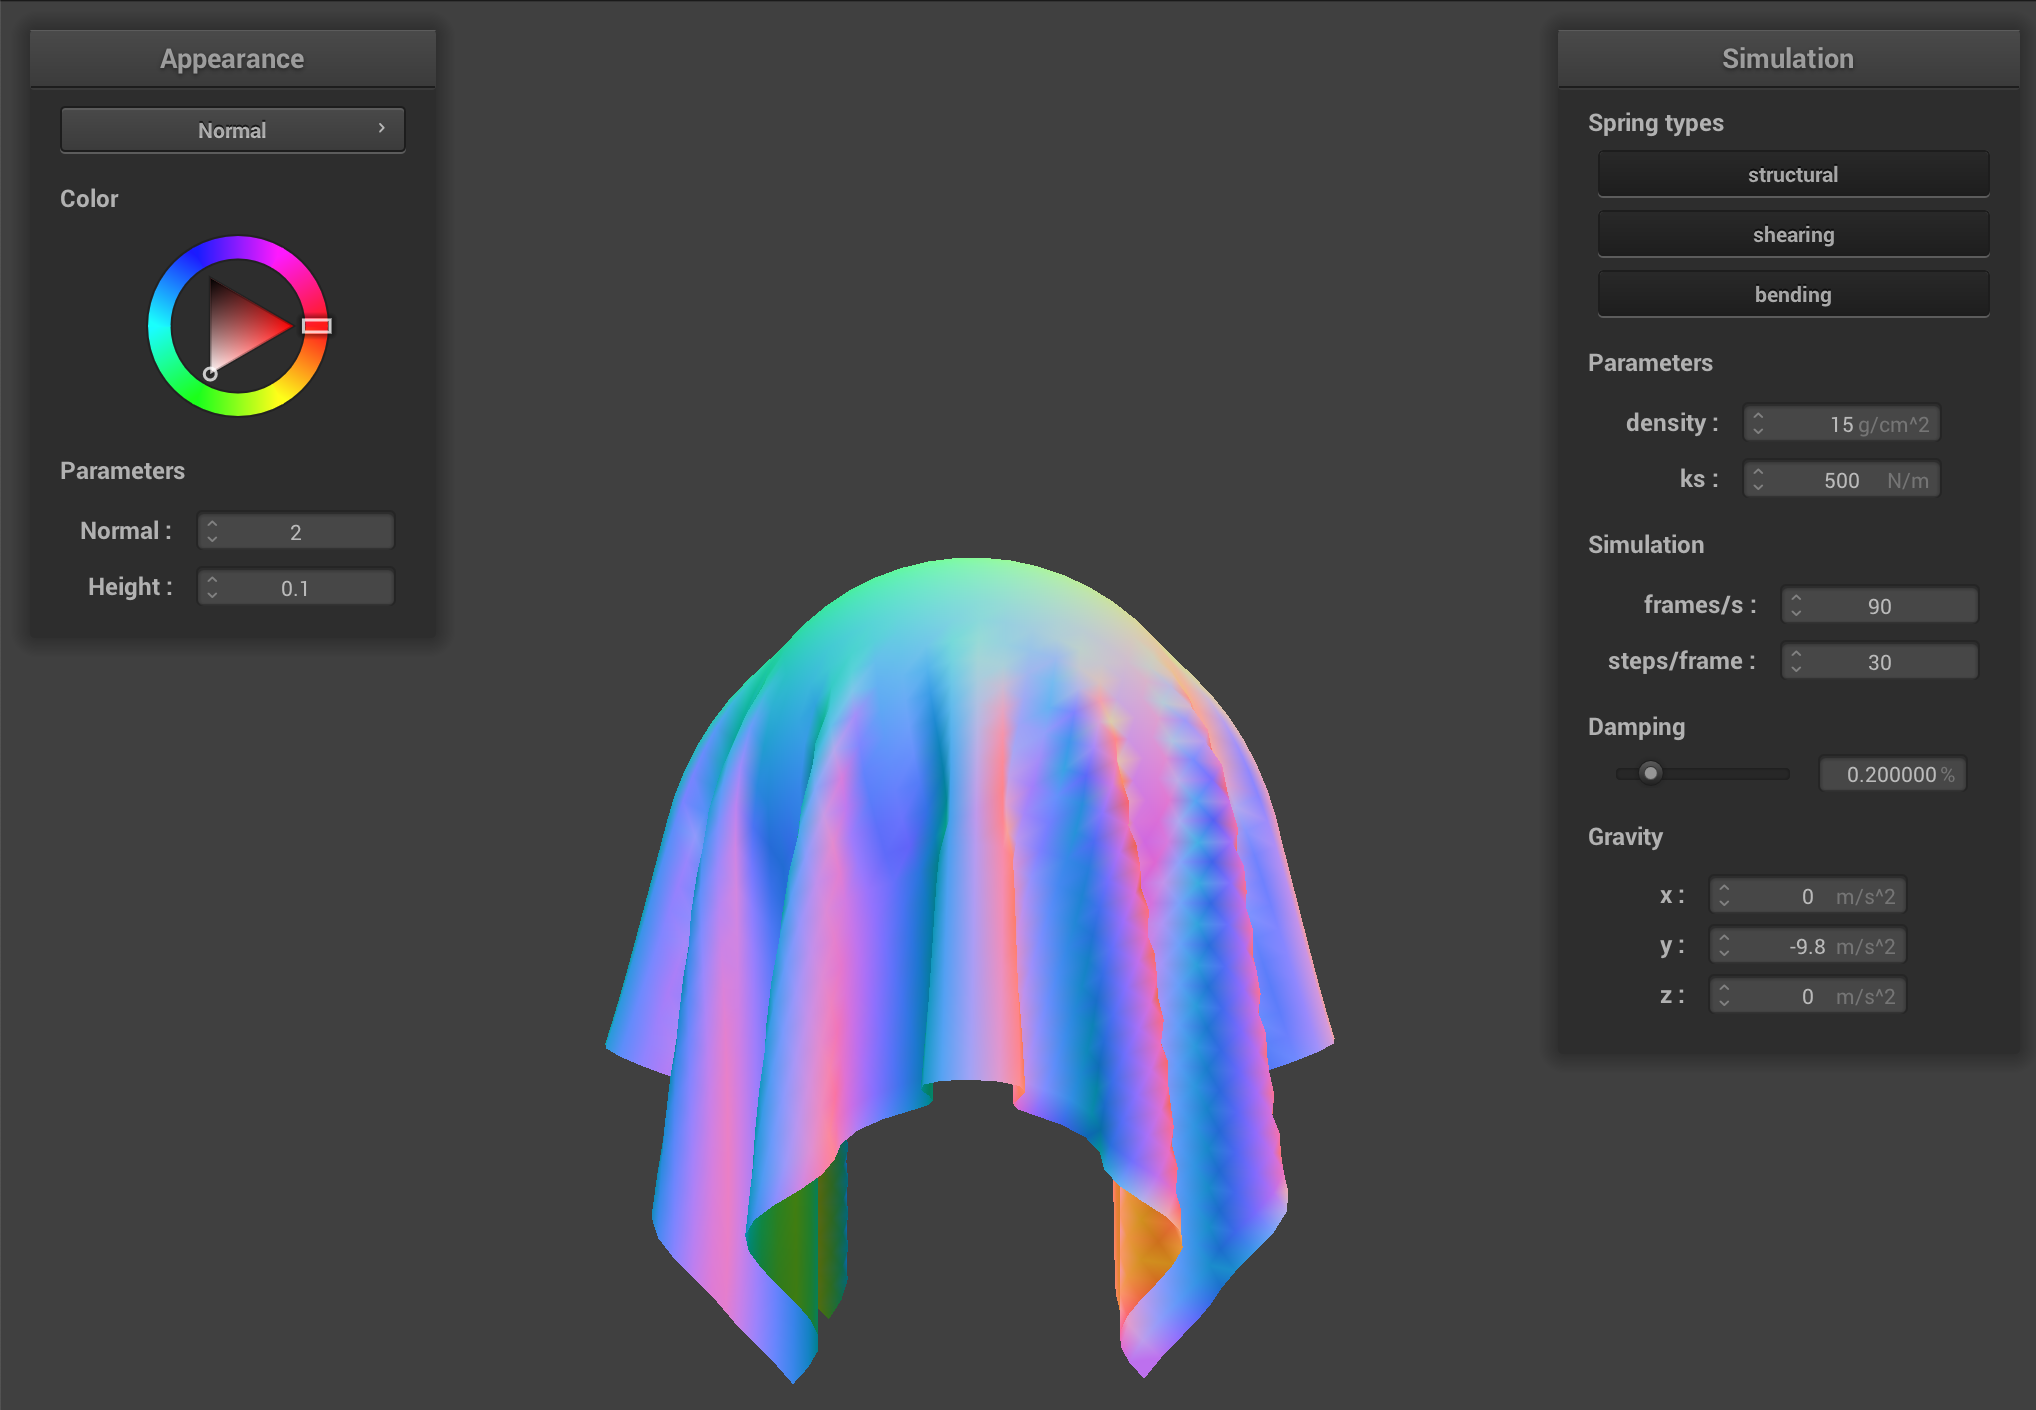 Appearance
Normal
Color
Parameters
Normal : 2
Height : 0.1
Simulation
Spring types
structural
shearing
bending
Parameters
density : 15 g/cm^2
ks : 500 N/m
Simulation
frames/s : 90
steps/frame : 30
Damping
0.200000 %
Gravity
x : 0 m/s^2
y : -9.8 m/s^2
z : 0 m/s^2